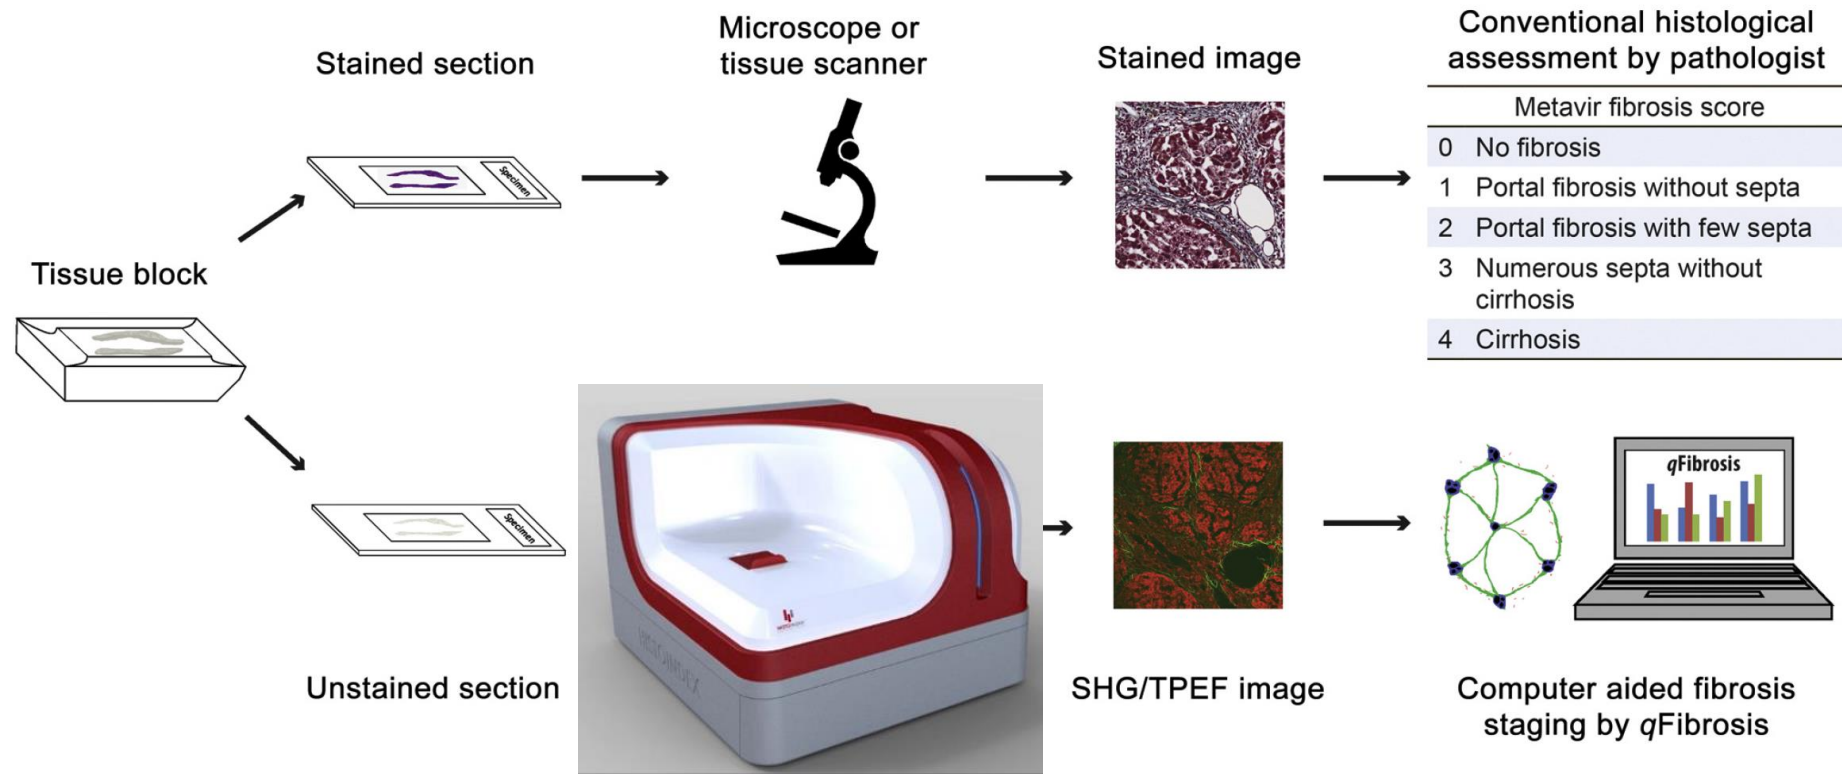 Tissue block
Stained section
Specimen
Microscope or
tissue scanner
Stained image
Conventional histological
assessment by pathologist
Metavir fibrosis score
0 No fibrosis
1 Portal fibrosis without septa
2 Portal fibrosis with few septa
3 Numerous septa without
cirrhosis
4 Cirrhosis
Specimen
Unstained section
HISTOINDEX
SHG/TPEF image
qFibrosis
Computer aided fibrosis
staging by qFibrosis